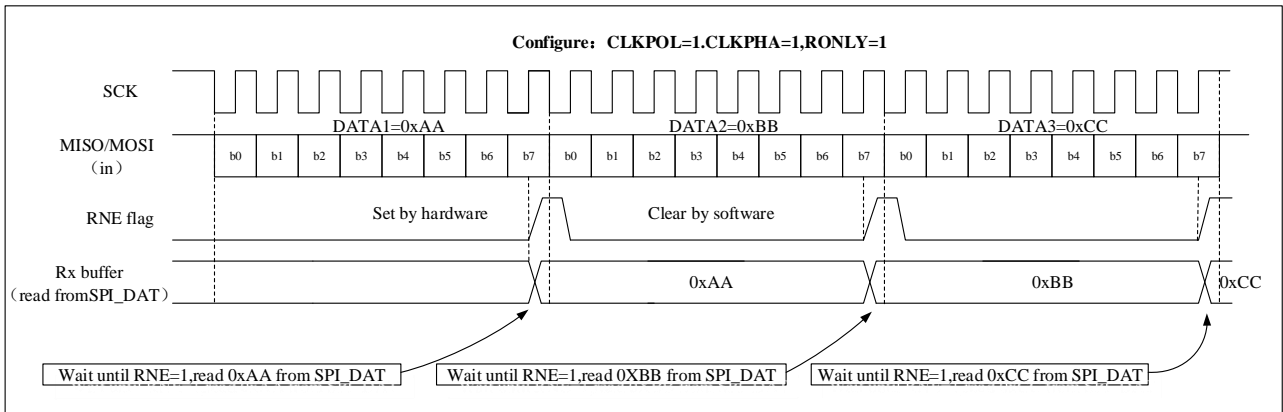 Configure：CLKPOL=1.CLKPHA=1,RONLY=1
SCK
DATA1=0xAA DATA2=0xBB DATA3=0xCC
MISO/MOSI
（in）
b0 b1 b2 b3 b4 b5 b6 b7 b0 b1 b2 b3 b4 b5 b6 b7 b0 b1 b2 b3 b4 b5 b6 b7
RNE flag
Set by hardware Clear by software
Rx buffer
（read fromSPI_DAT）
0xAA 0xBB 0xCC
Wait until RNE=1,read 0xAA from SPI_DAT Wait until RNE=1,read 0XBB from SPI_DAT Wait until RNE=1,read 0xCC from SPI_DAT